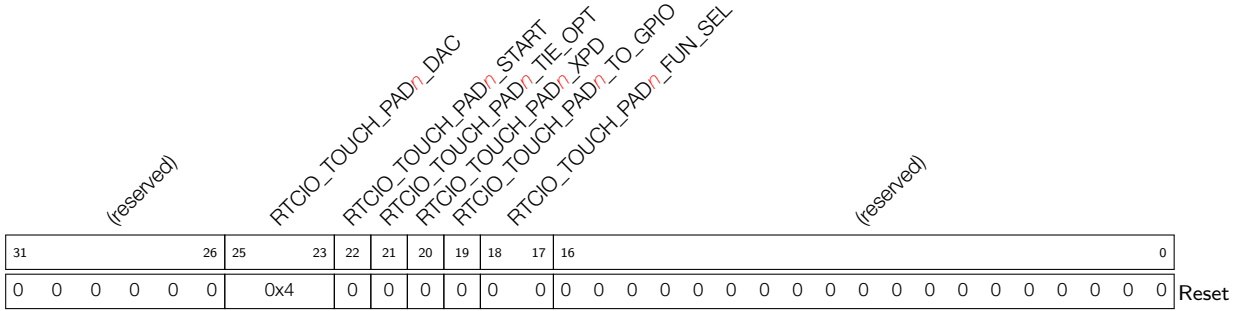 (reserved)
RTCIO_TOUCH_PADn_DAC
RTCIO_TOUCH_PADn_START
RTCIO_TOUCH_PADn_TIE_OPT
RTCIO_TOUCH_PADn_XPD
RTCIO_TOUCH_PADn_TO_GPIO
RTCIO_TOUCH_PADn_FUN_SEL
(reserved)
31 26 25 23 22 21 20 19 18 17 16 0
0 0 0 0 0 0 0x4 0 0 0 0 0 0 0 0 0 0 0 0 0 0 0 0 0 0 0 0 0 0 0 0 Reset